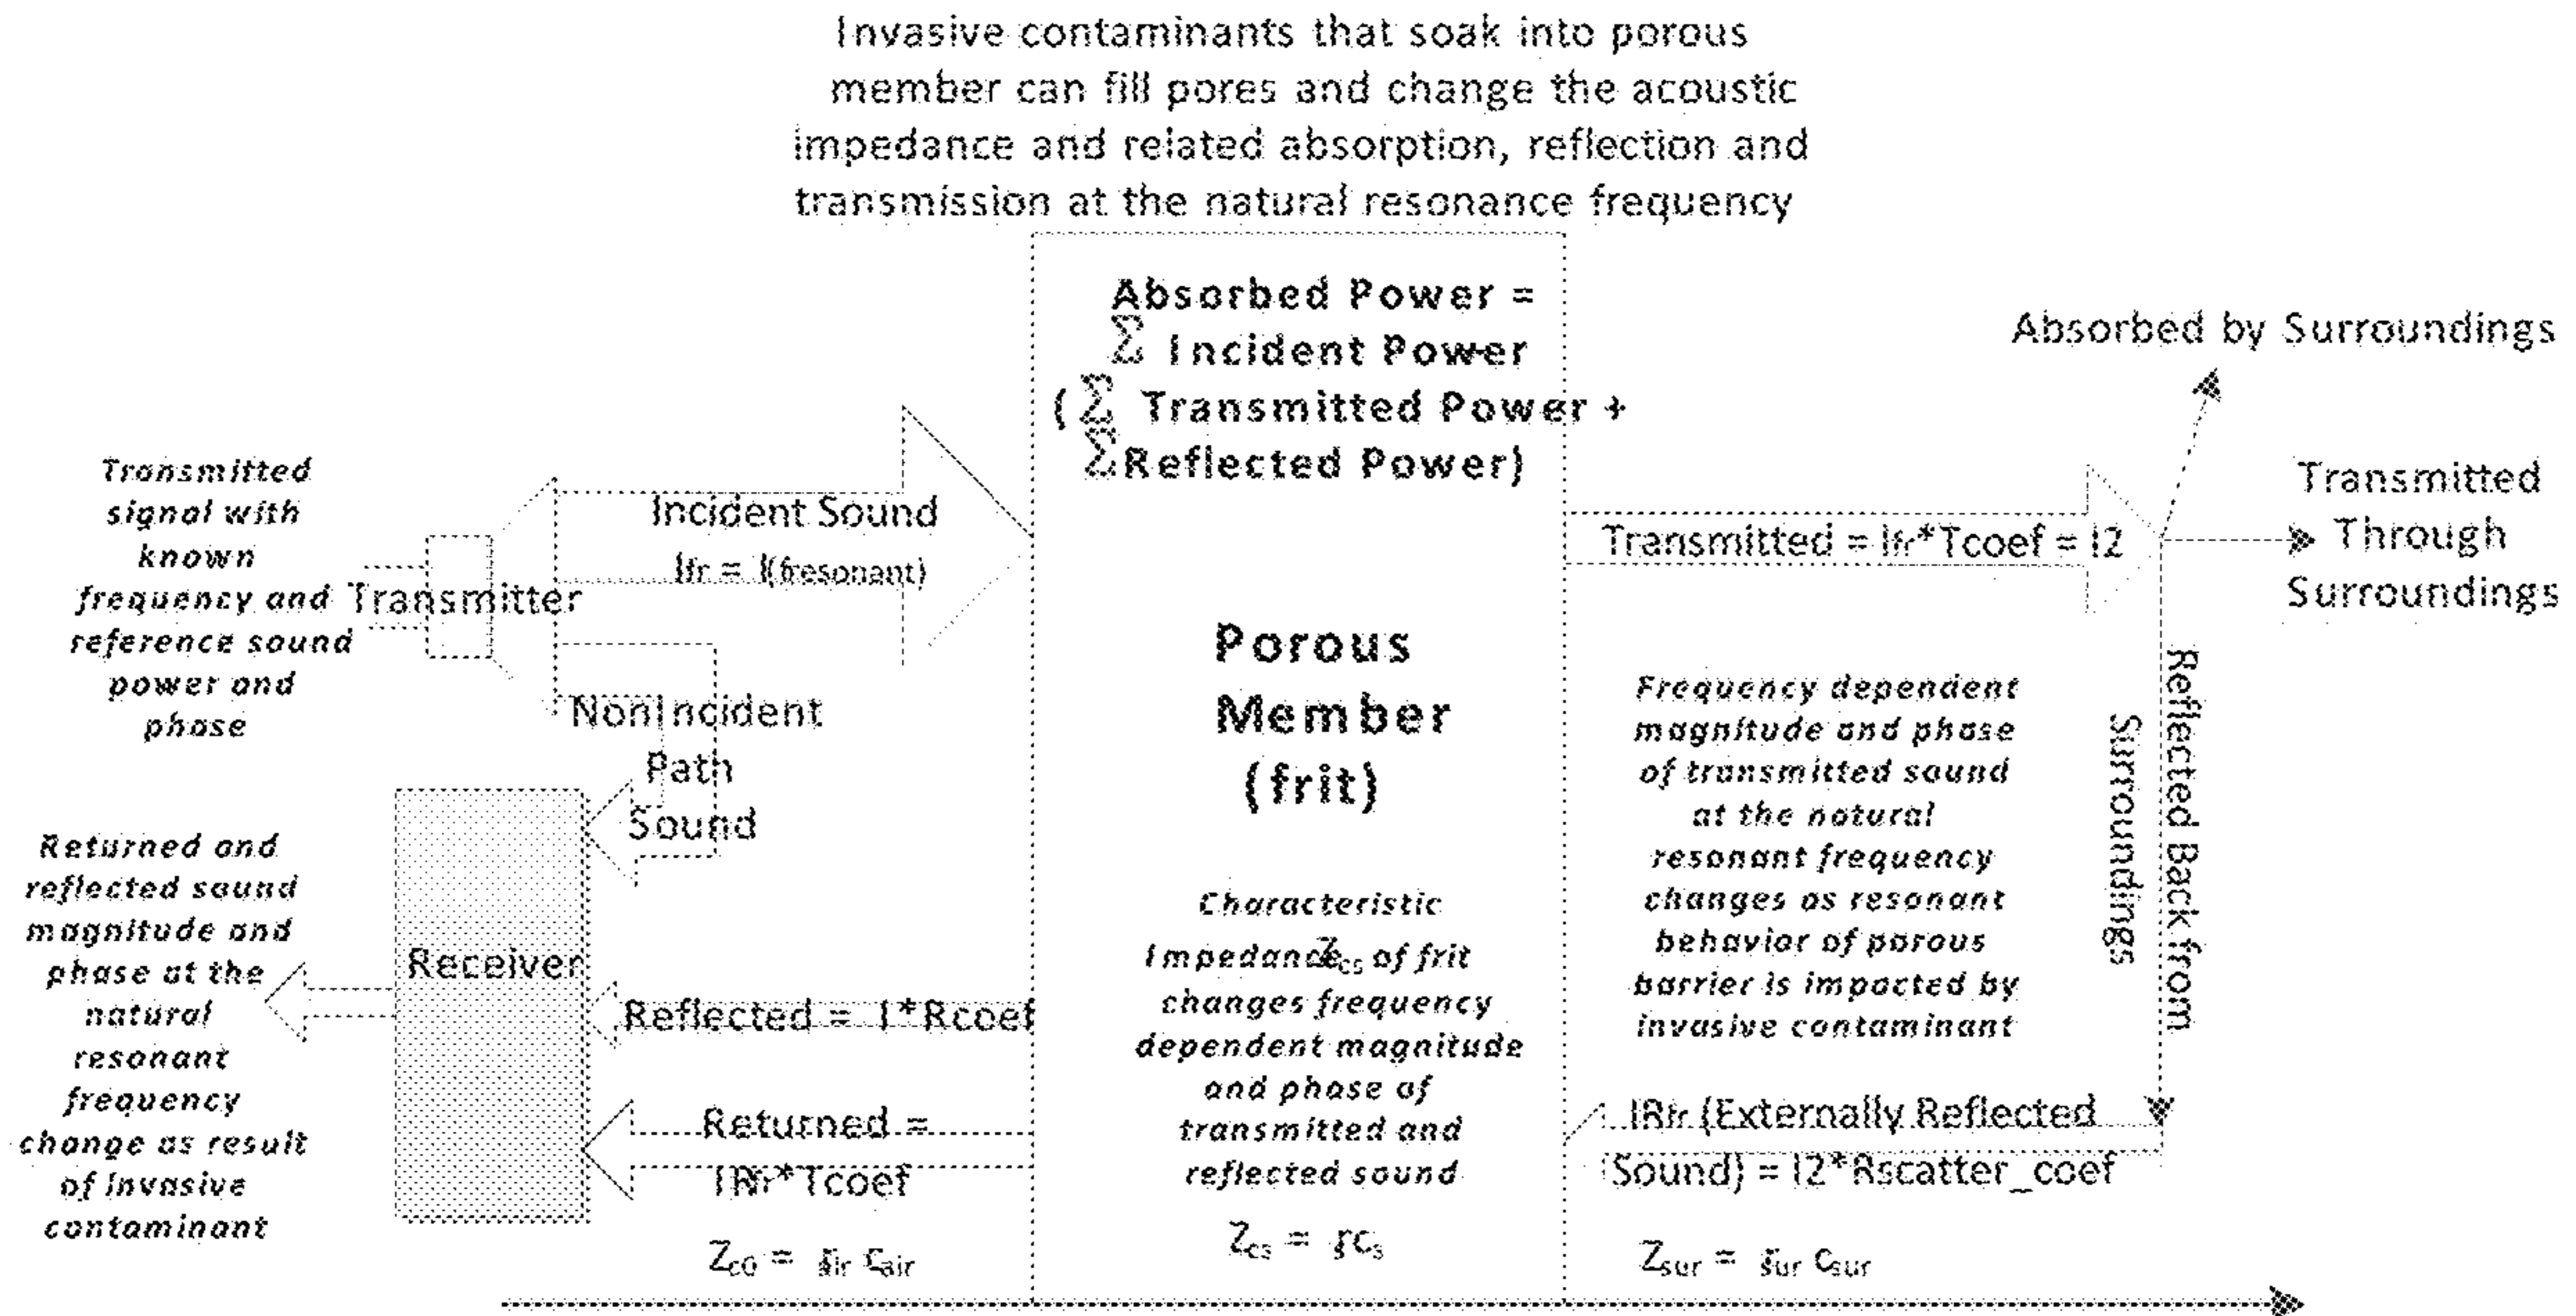 Invasive contaminants that soak into porous
member can fill pores and change the acoustic
impedance and related absorption, reflection and
transmission at the natural resonance frequency
Absorbed Power =
∑ Incident Power
(∑ Transmitted Power +
∑Reflected Power)
Porous
Member
(frit)
Characteristic
Impedance Zcs of frit
changes frequency
dependent magnitude
and phase of
transmitted and
reflected sound
Transmitted
signal with
known
frequency and
reference sound
power and
phase
Transmitter
Incident Sound
Ifr = I(fresonant)
NonIncident
Path
Sound
Returned and
reflected sound
magnitude and
phase at the
natural
resonant
frequency
change as result
of invasive
contaminant
Receiver
Reflected = I*Rcoef
Returned =
IRfr*Tcoef
Transmitted = Ifr*Tcoef = I2
Absorbed by Surroundings
Transmitted
Through
Surroundings
Reflected Back from
Surroundings
Frequency dependent
magnitude and phase
of transmitted sound
at the natural
resonant frequency
changes as resonant
behavior of porous
barrier is impacted by
invasive contaminant
IRfr (Externally Reflected
Sound) = I2*Rscatter_coef
Zc0 = air cair
Zcs = cs
Zsur = sur csur